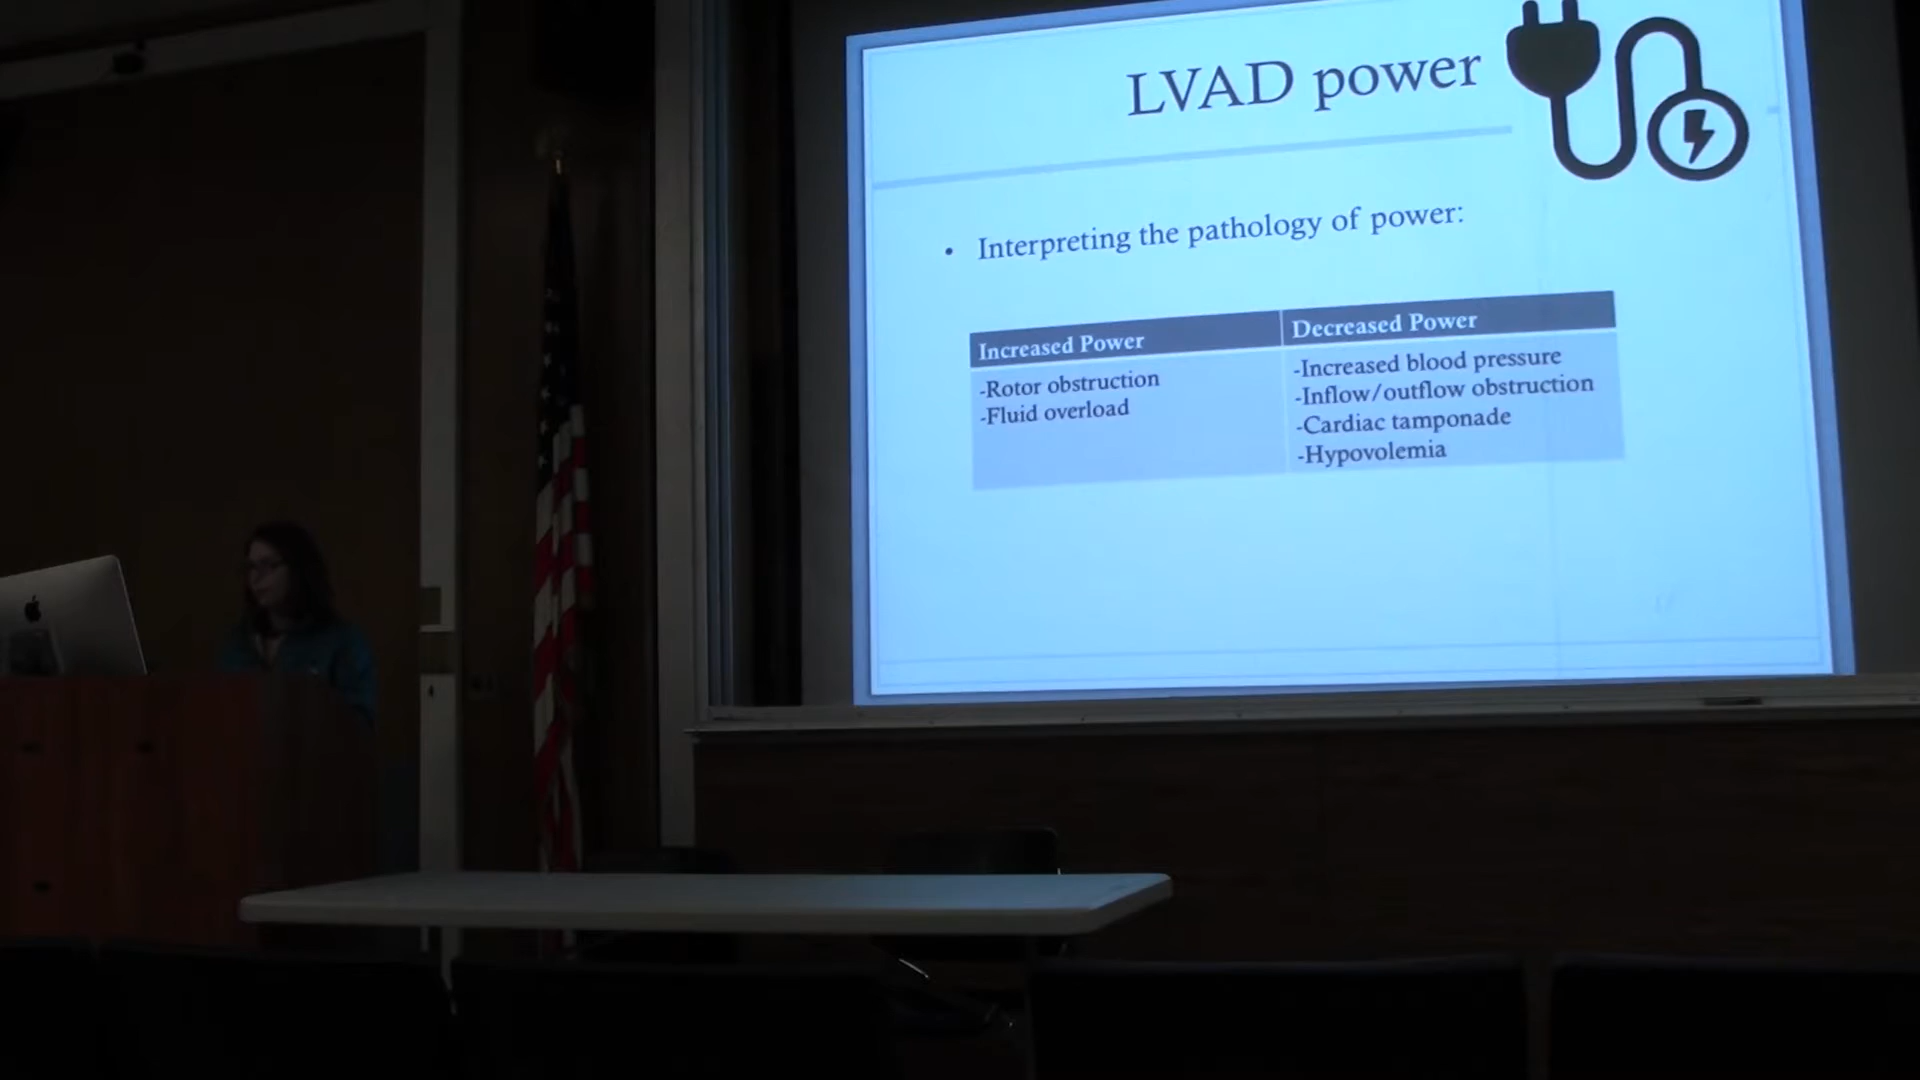 LVAD power
• Interpreting the pathology of power:
Increased Power
-Rotor obstruction
-Fluid overload
Decreased Power
-Increased blood pressure
-Inflow/outflow obstruction
-Cardiac tamponade
-Hypovolemia